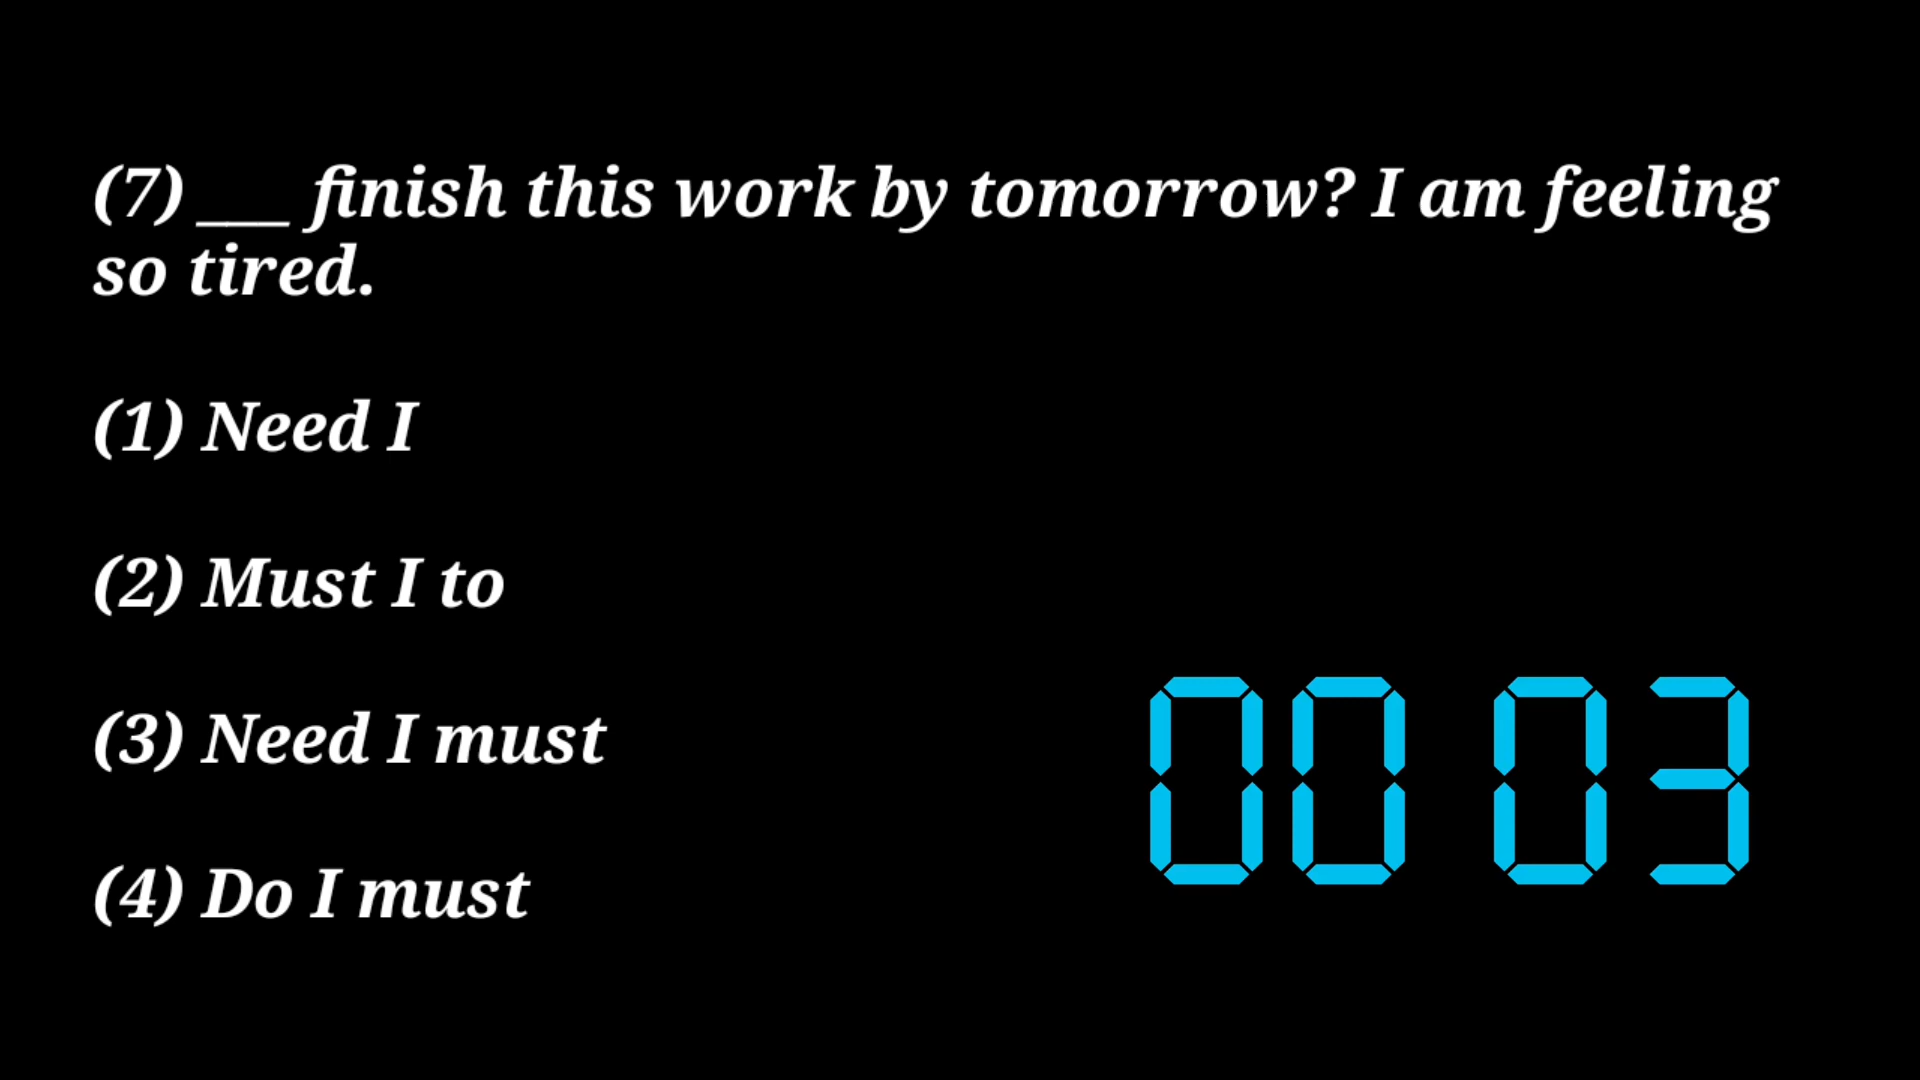 (7) ___ finish this work by tomorrow? I am feeling
so tired.
(1) Need I
(2) Must I to
(3) Need I must
(4) Do I must
00 03